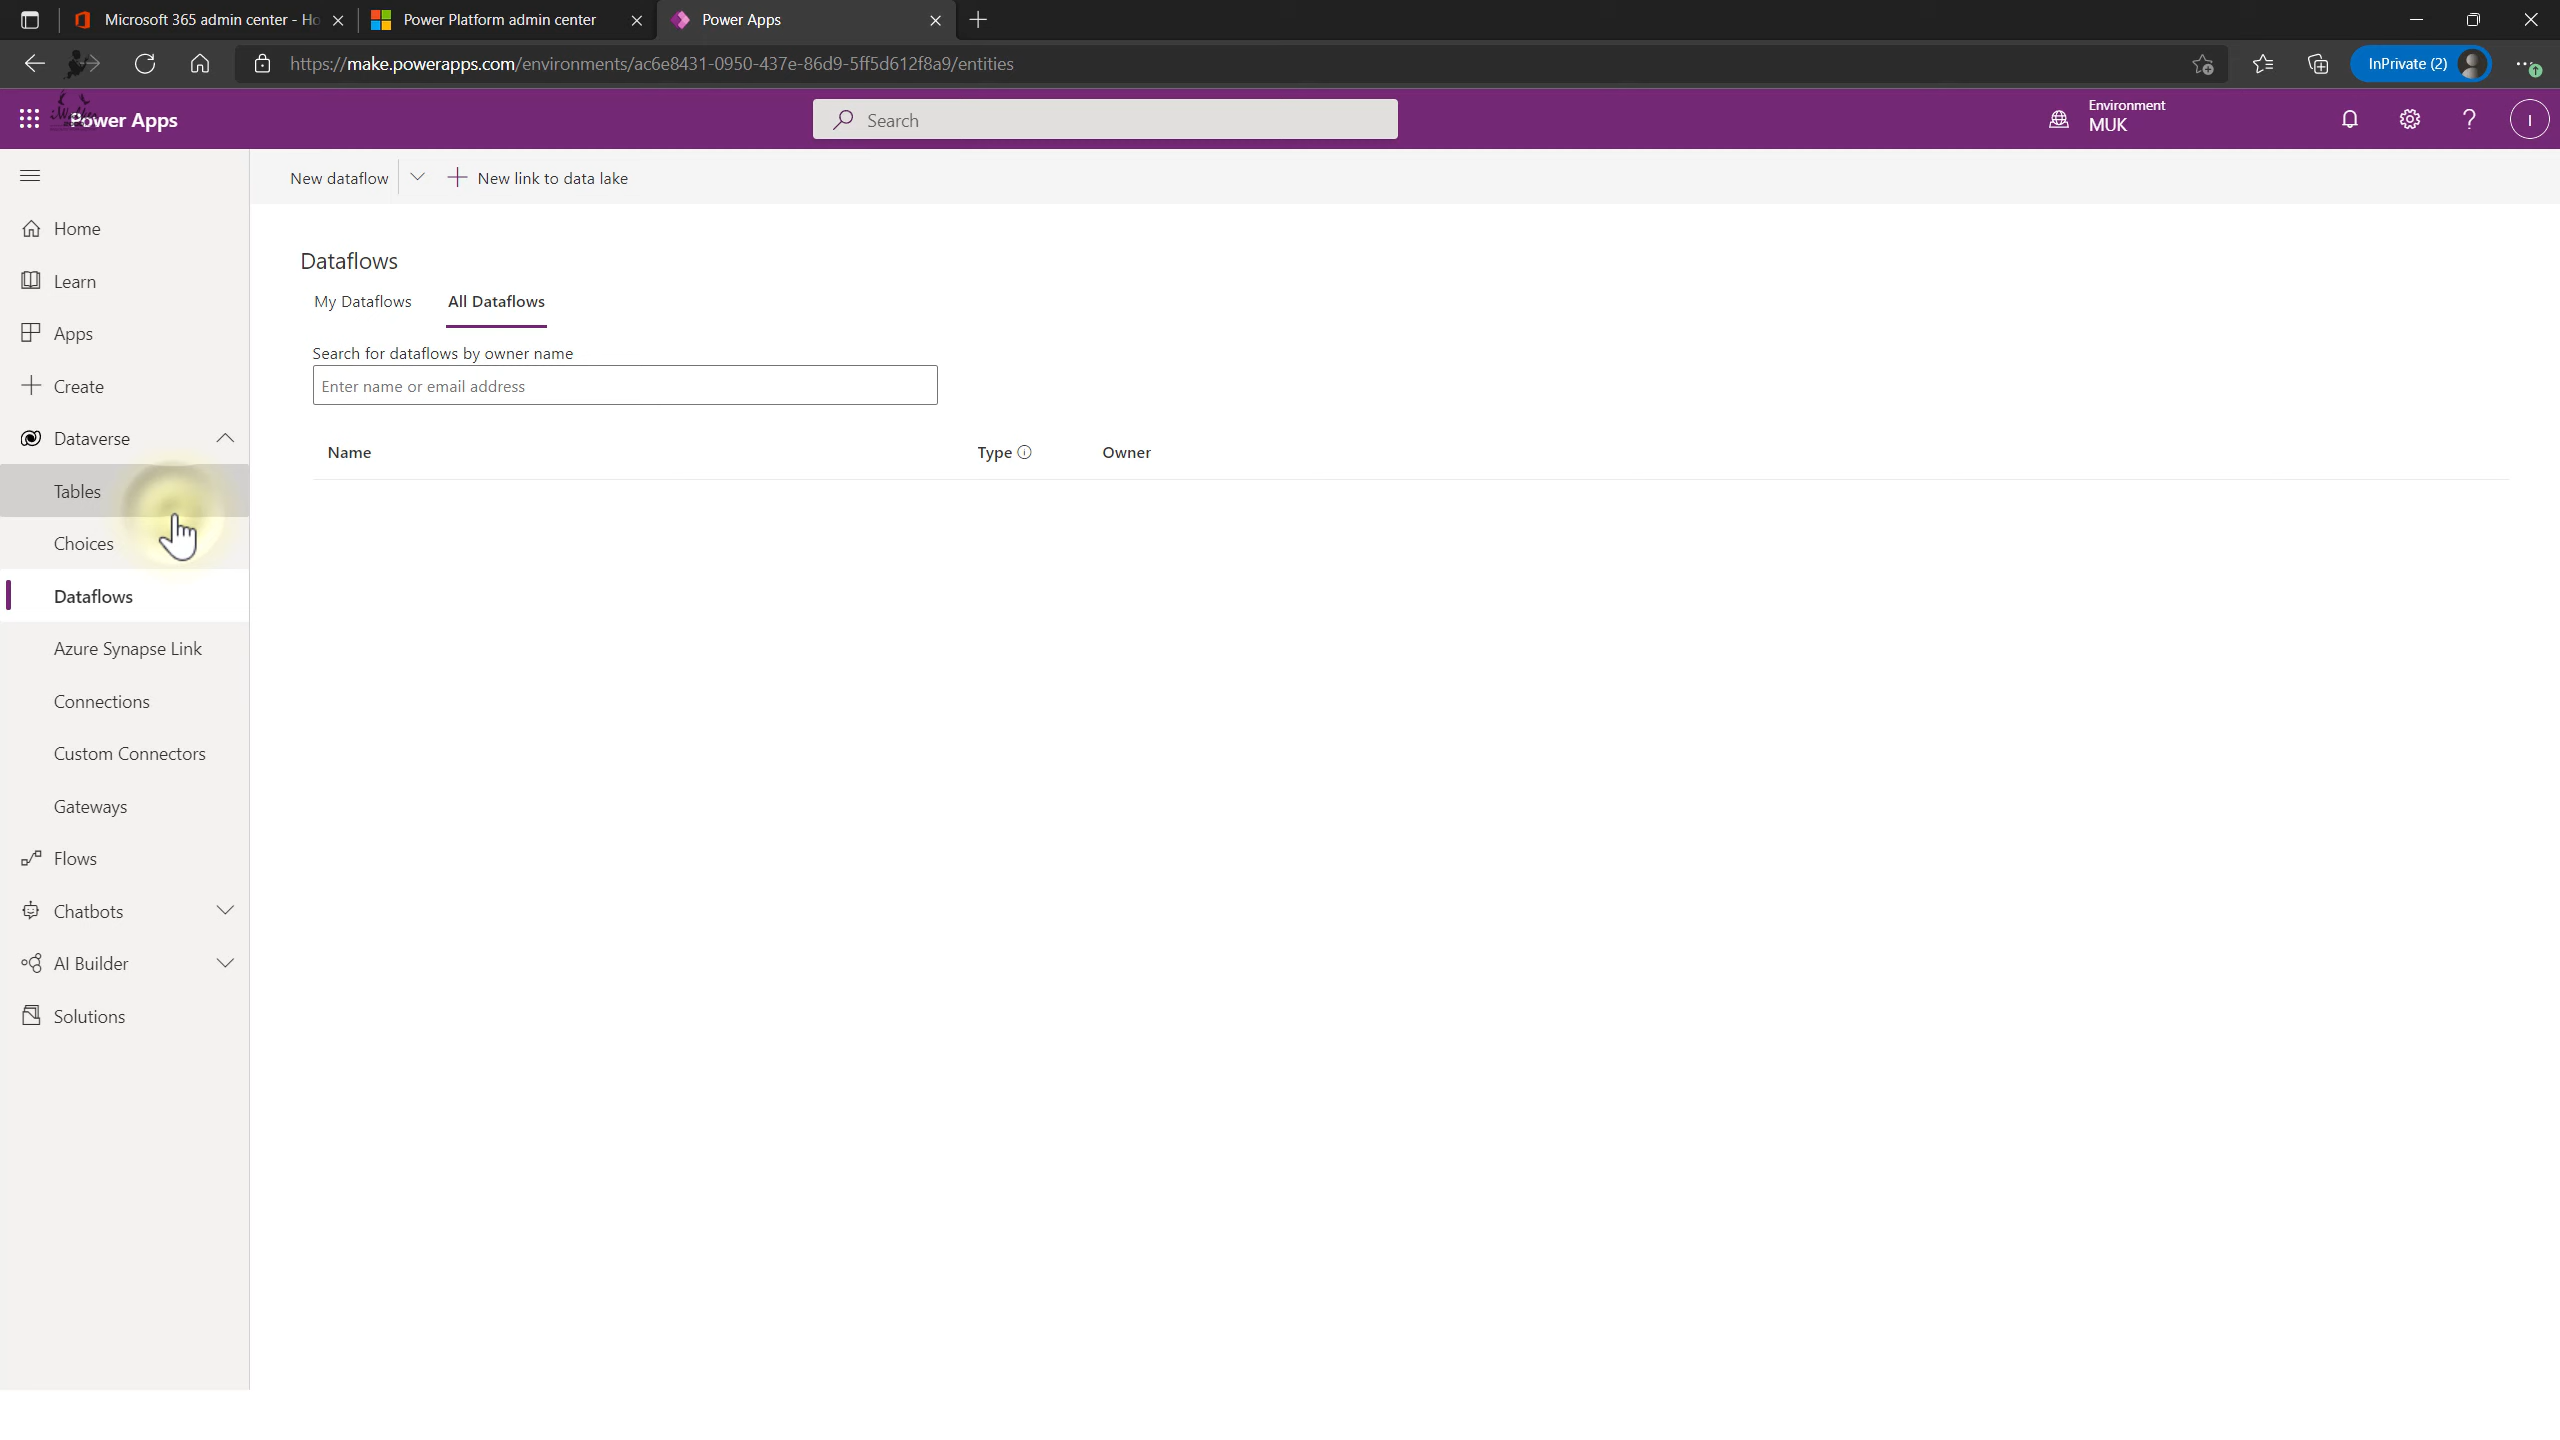 Microsoft 365 admin center - Ho
Power Platform admin center
Power Apps
https://make.powerapps.com/environments/ac6e8431-0950-437e-86d9-5ff5d612f8a9/entities
InPrivate (2)
Power Apps
Search
Environment
MUK
I
New dataflow
New link to data lake
Home
Learn
Apps
Create
Dataverse
Tables
Choices
Dataflows
Azure Synapse Link
Connections
Custom Connectors
Gateways
Flows
Chatbots
AI Builder
Solutions
Dataflows
My Dataflows
All Dataflows
Search for dataflows by owner name
Enter name or email address
Name
Type
Owner